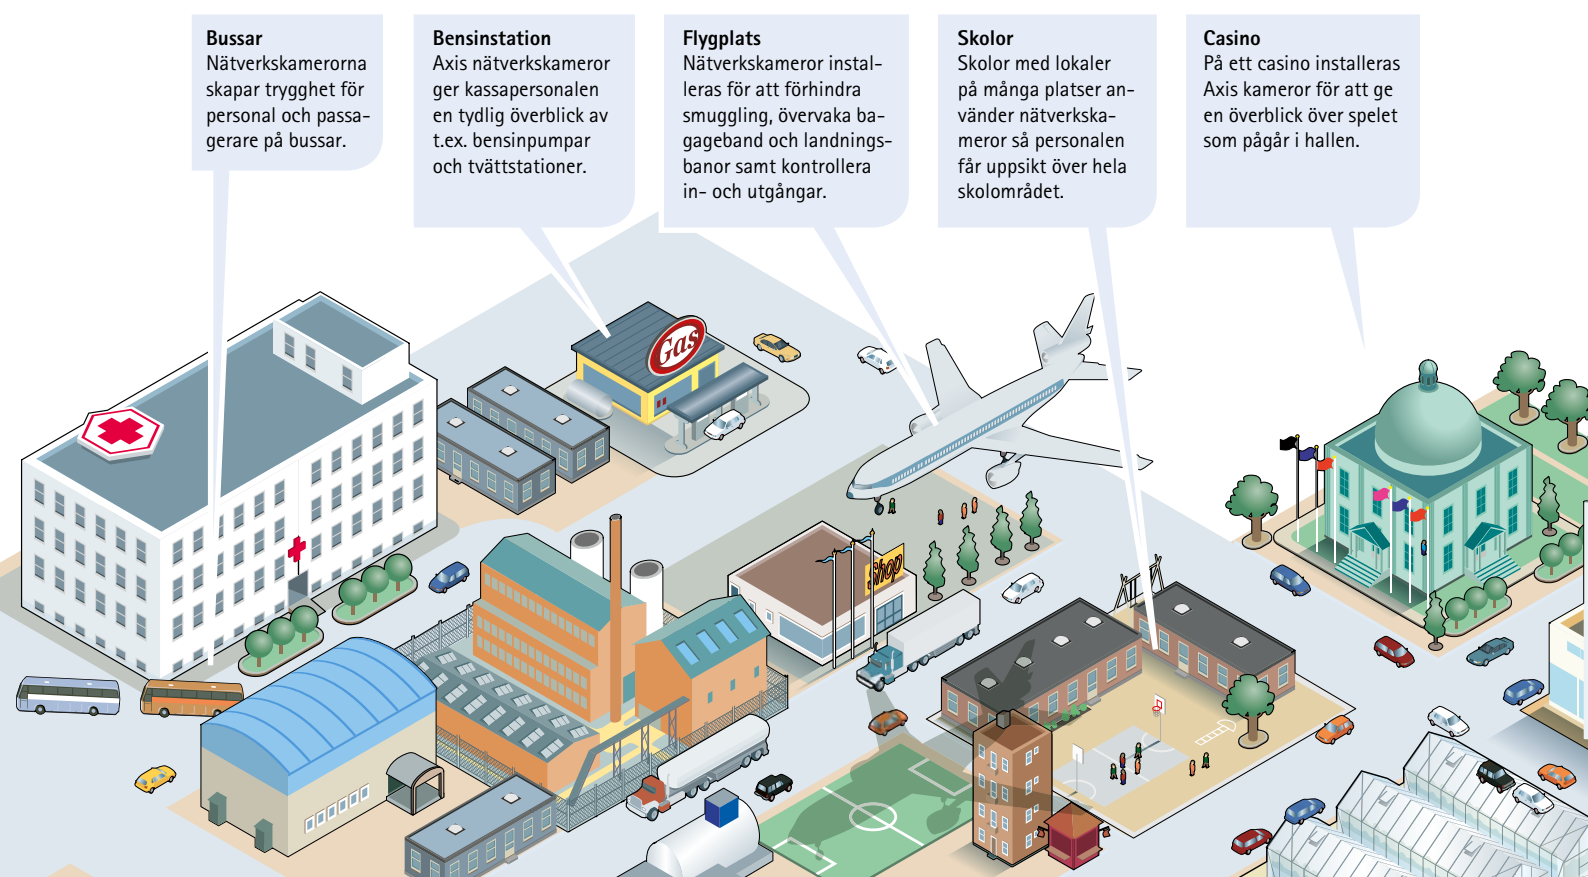 Bussar
Nätverkskamerorna
skapar trygghet för
personal och passa-
gerare på bussar.
Bensinstation
Axis nätverkskameror
ger kassapersonalen
en tydlig överblick av
t.ex. bensinpumpar
och tvättstationer.
Flygplats
Nätverkskameror instal-
leras för att förhindra
smuggling, övervaka ba-
gageband och landnings-
banor samt kontrollera
in- och utgångar.
Skolor
Skolor med lokaler
på många platser an-
vänder nätverkska-
meror så personalen
får uppsikt över hela
skolområdet.
Casino
På ett casino installeras
Axis kameror för att ge
en överblick över spelet
som pågår i hallen.
Gas
Shop